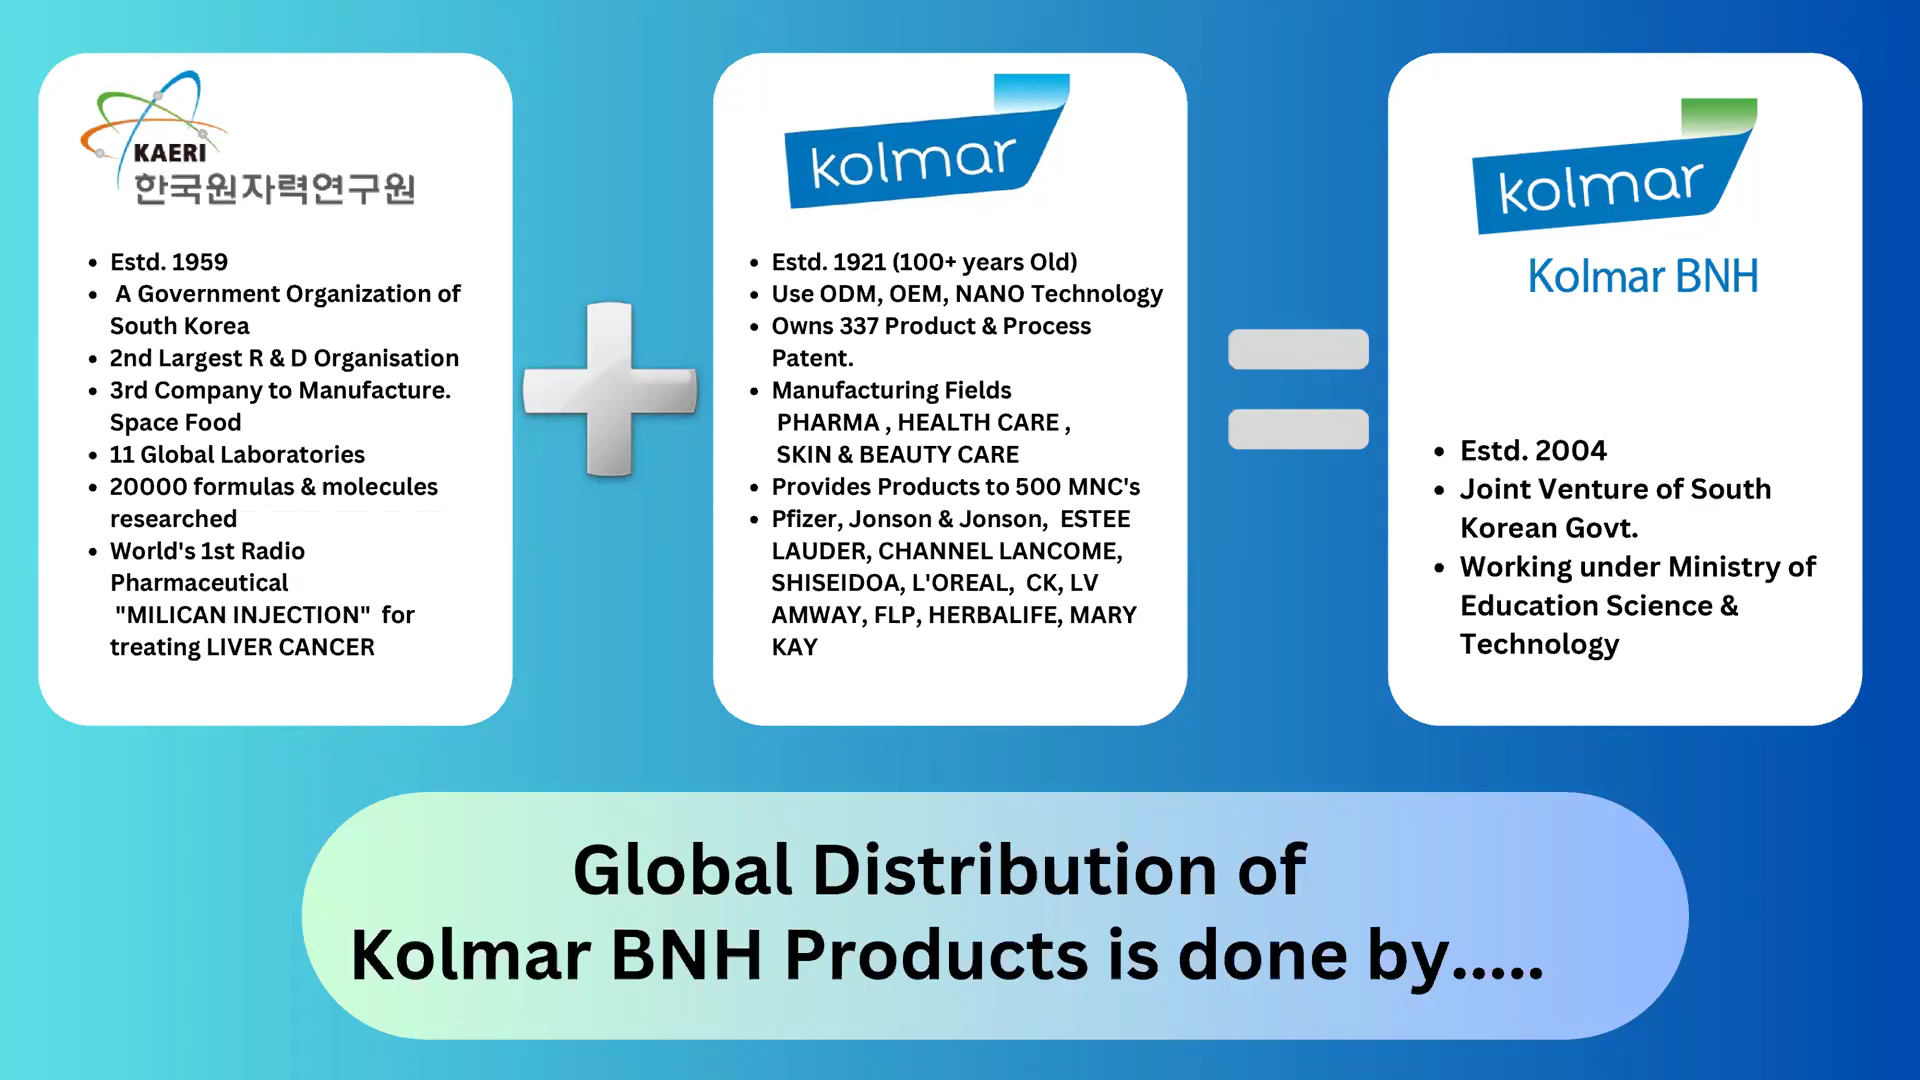 KAERI
한국원자력연구원
• Estd. 1959
• A Government Organization of
South Korea
• 2nd Largest R & D Organisation
• 3rd Company to Manufacture.
Space Food
• 11 Global Laboratories
• 20000 formulas & molecules
researched
• World's 1st Radio
Pharmaceutical
"MILICAN INJECTION" for
treating LIVER CANCER
kolmar
• Estd. 1921 (100+ years Old)
• Use ODM, OEM, NANO Technology
• Owns 337 Product & Process
Patent.
• Manufacturing Fields
PHARMA , HEALTH CARE ,
SKIN & BEAUTY CARE
• Provides Products to 500 MNC's
• Pfizer, Jonson & Jonson, ESTEE
LAUDER, CHANNEL LANCOME,
SHISEIDOA, L'OREAL, CK, LV
AMWAY, FLP, HERBALIFE, MARY
KAY
kolmar
Kolmar BNH
• Estd. 2004
• Joint Venture of South
Korean Govt.
• Working under Ministry of
Education Science &
Technology
Global Distribution of
Kolmar BNH Products is done by.....